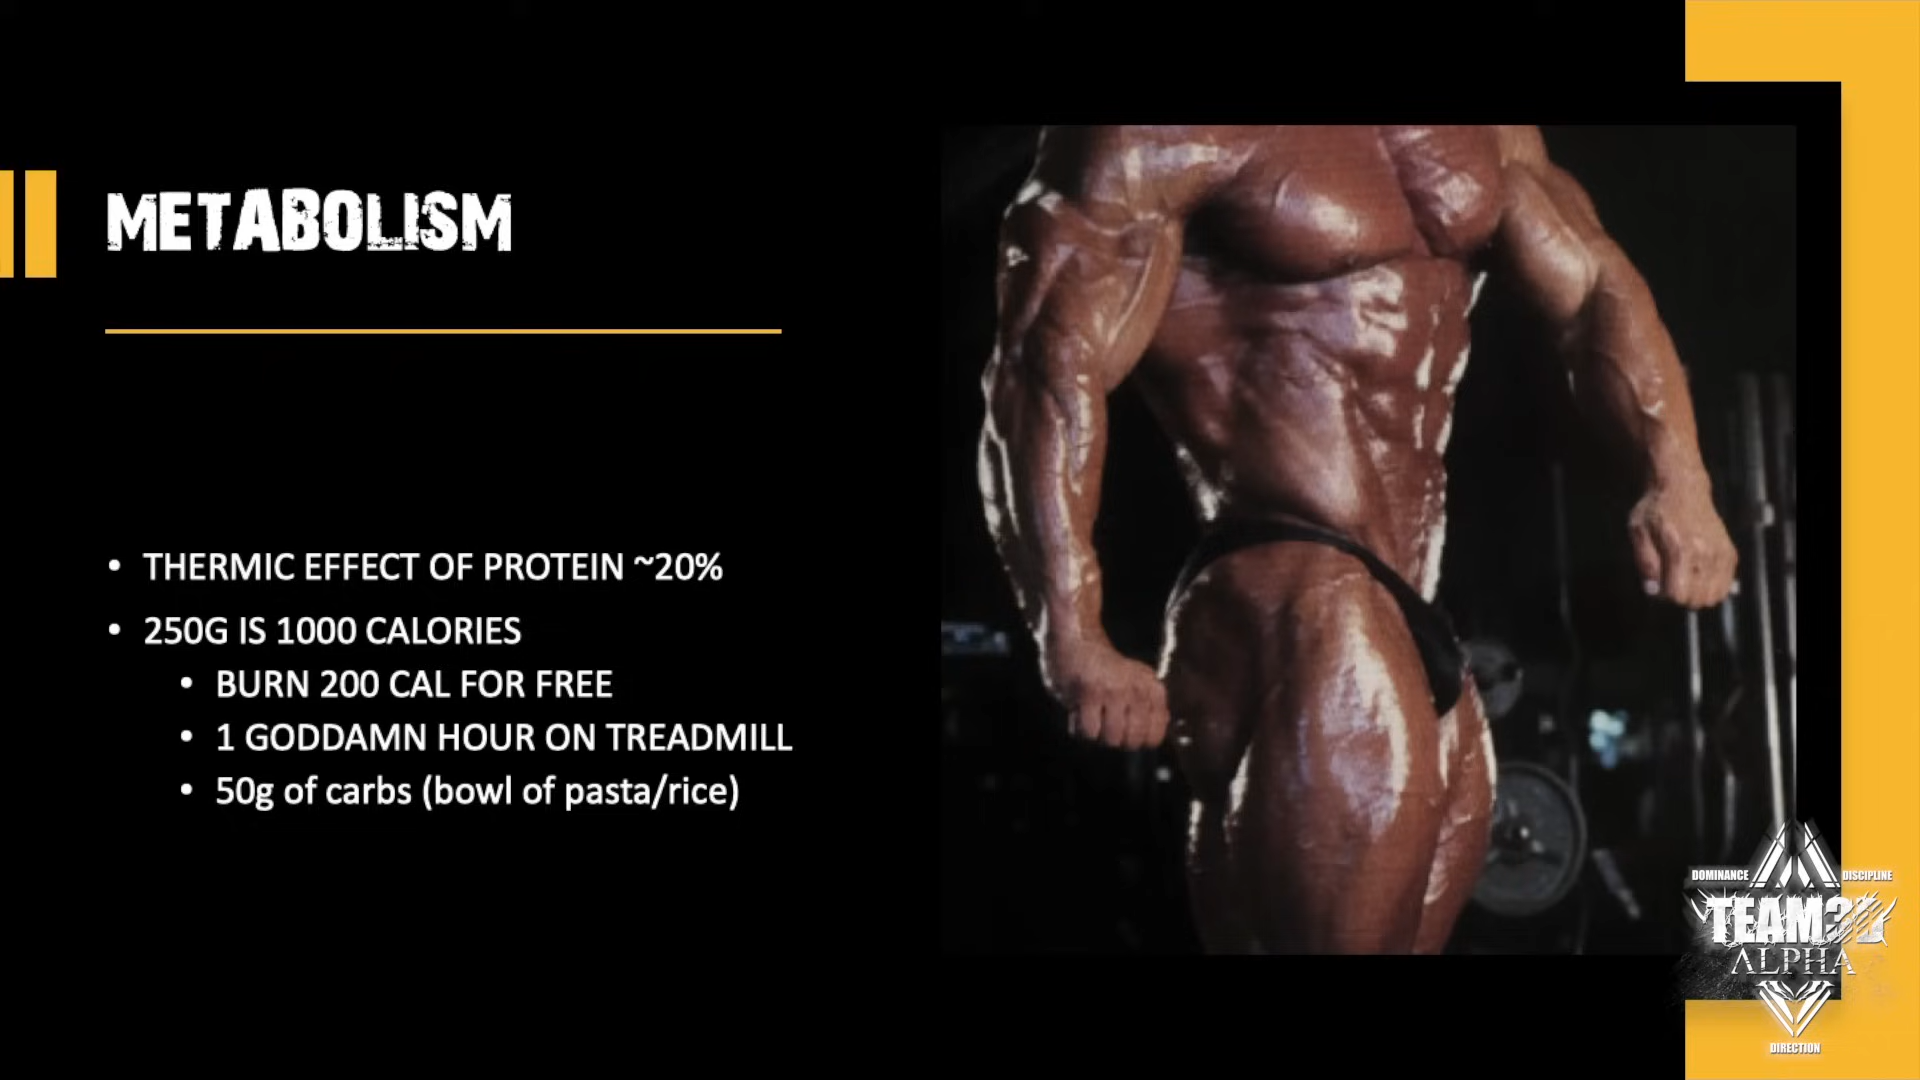 METABOLISM
• THERMIC EFFECT OF PROTEIN ~20%
• 250G IS 1000 CALORIES
• BURN 200 CAL FOR FREE
• 1 GODDAMN HOUR ON TREADMILL
• 50g of carbs (bowl of pasta/rice)
DOMINANCE
DISCIPLINE
TEAM3D
ALPHA
DIRECTION